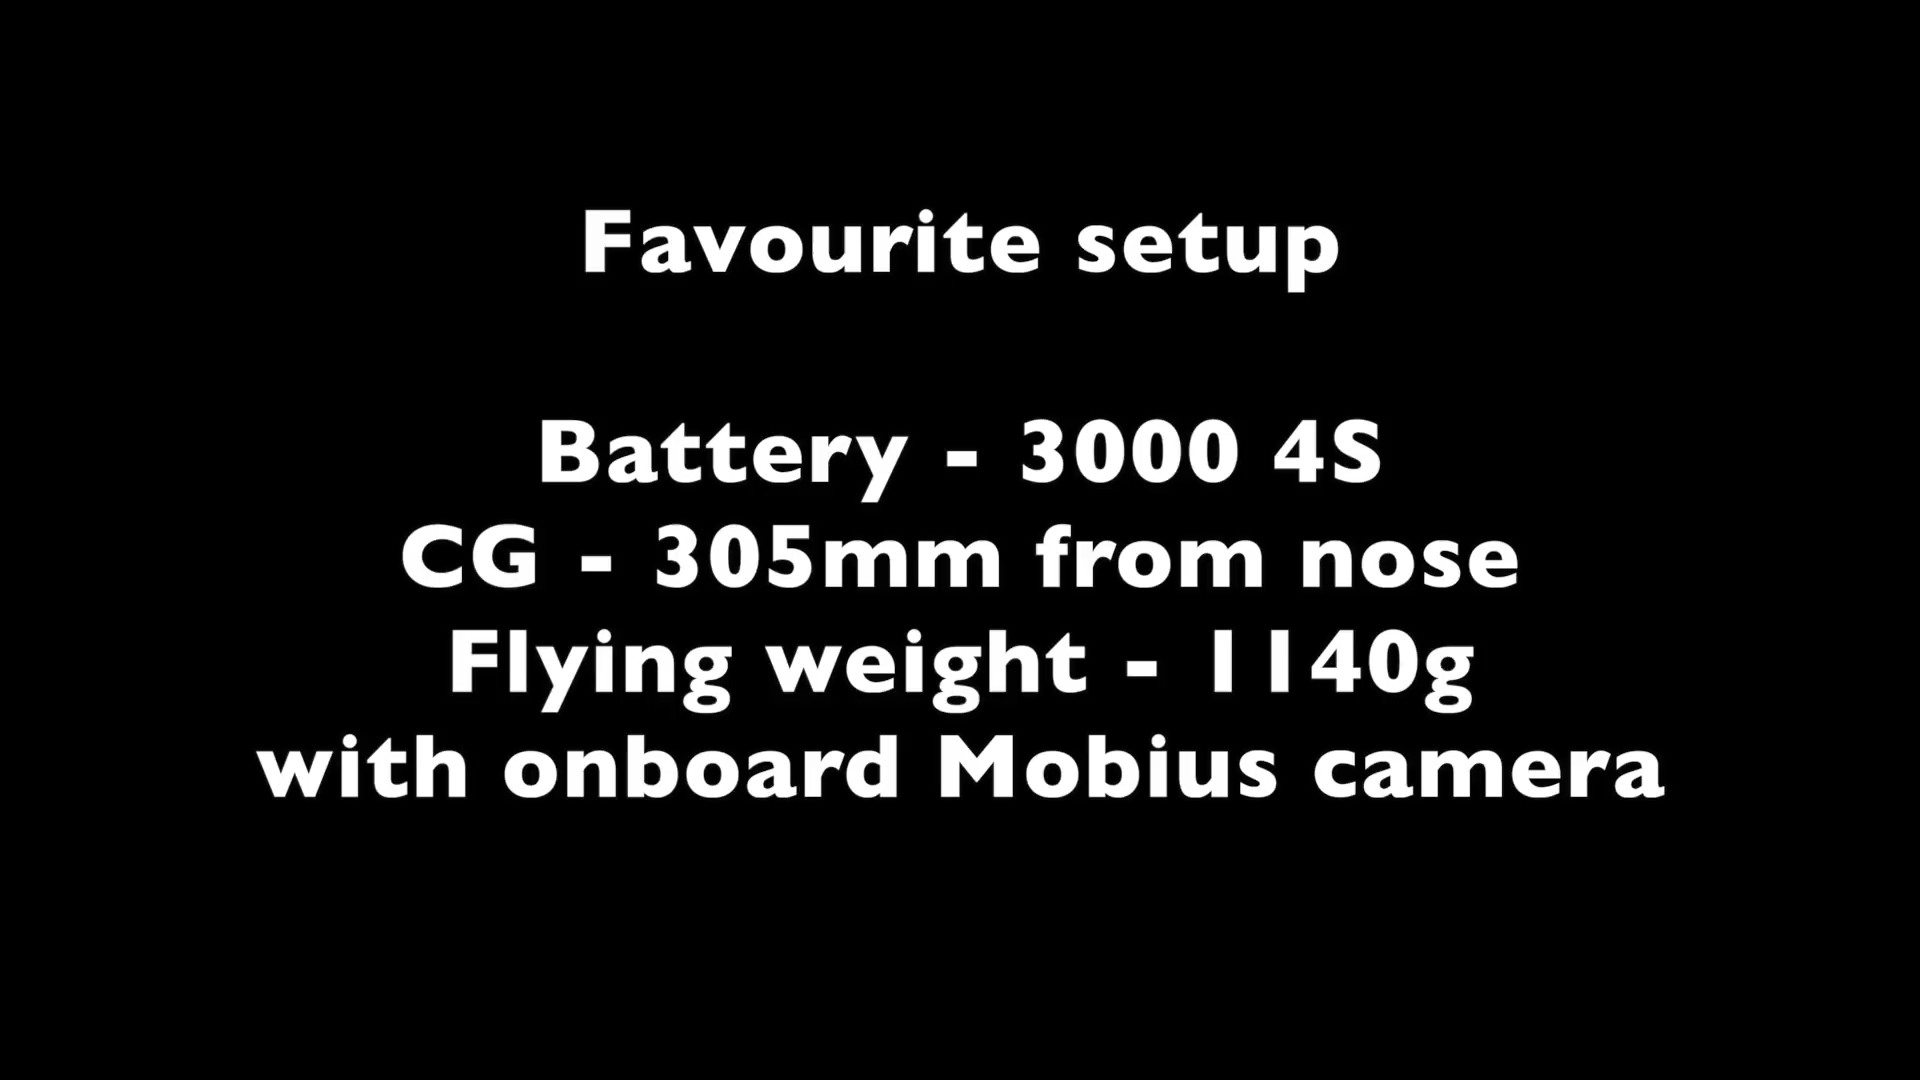 Favourite setup
Battery - 3000 4S
CG - 305mm from nose
Flying weight - 1140g
with onboard Mobius camera